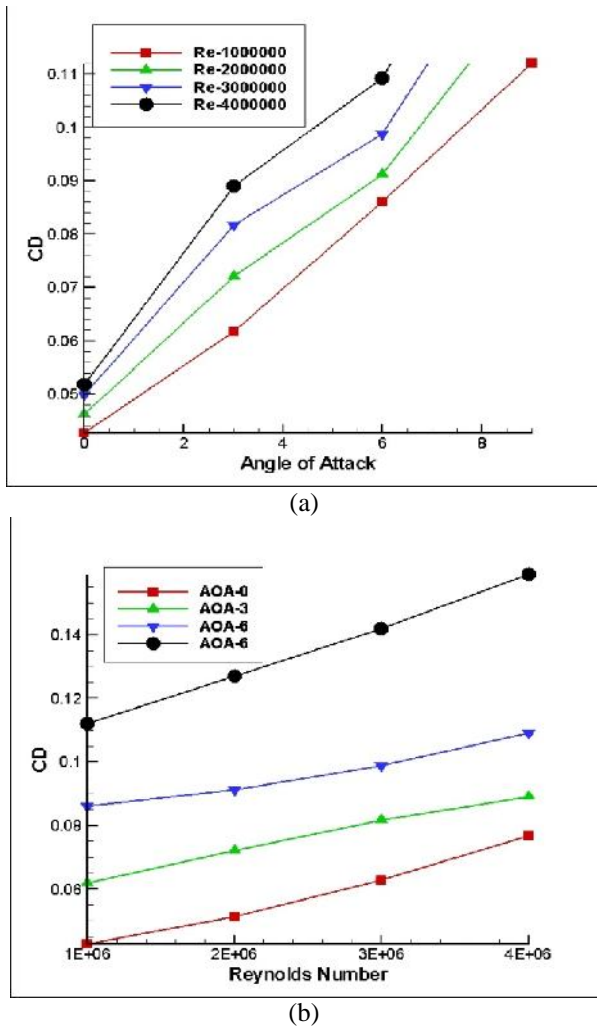 Re-1000000
Re-2000000
Re-3000000
Re-4000000
0.11
0.1
0.09
0.08
0.07
0.06
0.05
CD
0 2 4 6 8
Angle of Attack
(a)
AOA-0
AOA-3
AOA-6
AOA-6
0.14
0.12
0.1
0.08
0.06
CD
1E+06 2E+06 3E+06 4E+06
Reynolds Number
(b)